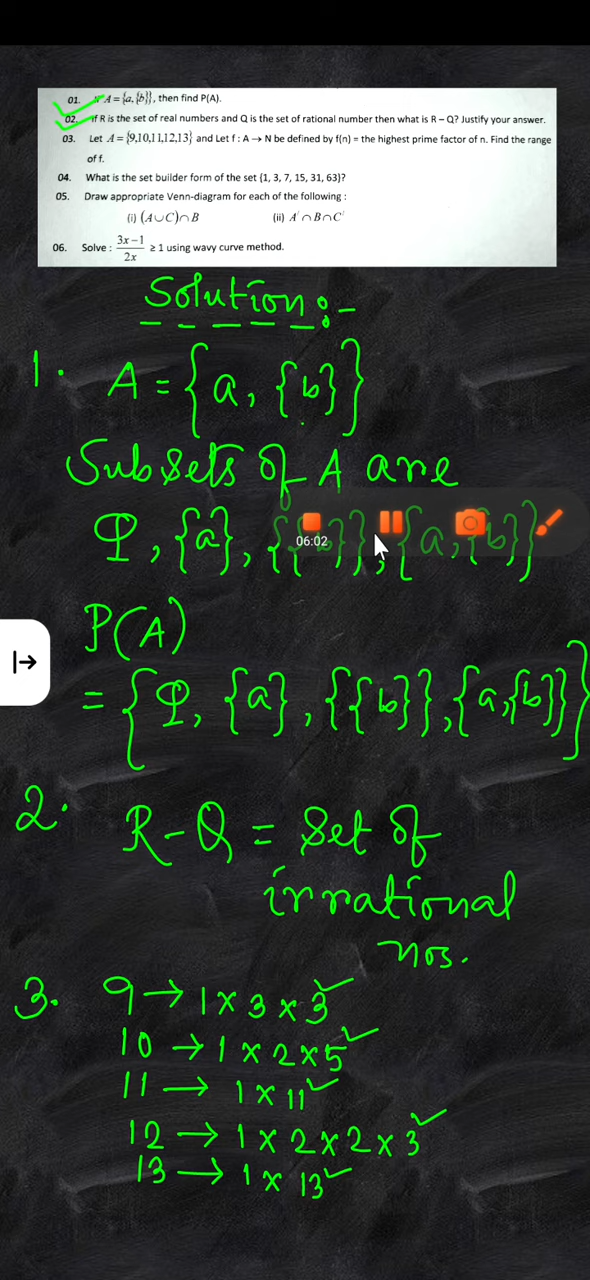 01. If A = {a, {b}}, then find P(A).
02. If R is the set of real numbers and Q is the set of rational number then what is R – Q? Justify your answer.
03. Let A = {9,10,11,12,13} and Let f : A → N be defined by f(n) = the highest prime factor of n. Find the range
of f.
04. What is the set builder form of the set {1, 3, 7, 15, 31, 63}?
05. Draw appropriate Venn-diagram for each of the following :
(i) (A∪C)∩B (ii) A'∩B∩C'
06. Solve : (3x−1)/2x ≥ 1 using wavy curve method.
Solution:-
1. A = {a, {b}}
Subsets of A are
Φ, {a}, {{b}}, {a, {b}}
06:02
P(A)
= {Φ, {a}, {{b}}, {a,{b}}}
2. R-Q = Set of
irrational
nos.
3. 9 → 1 x 3 x 3 ✓
10 → 1 x 2 x 5 ✓
11 → 1 x 11 ✓
12 → 1 x 2 x 2 x 3 ✓
13 → 1 x 13 ✓